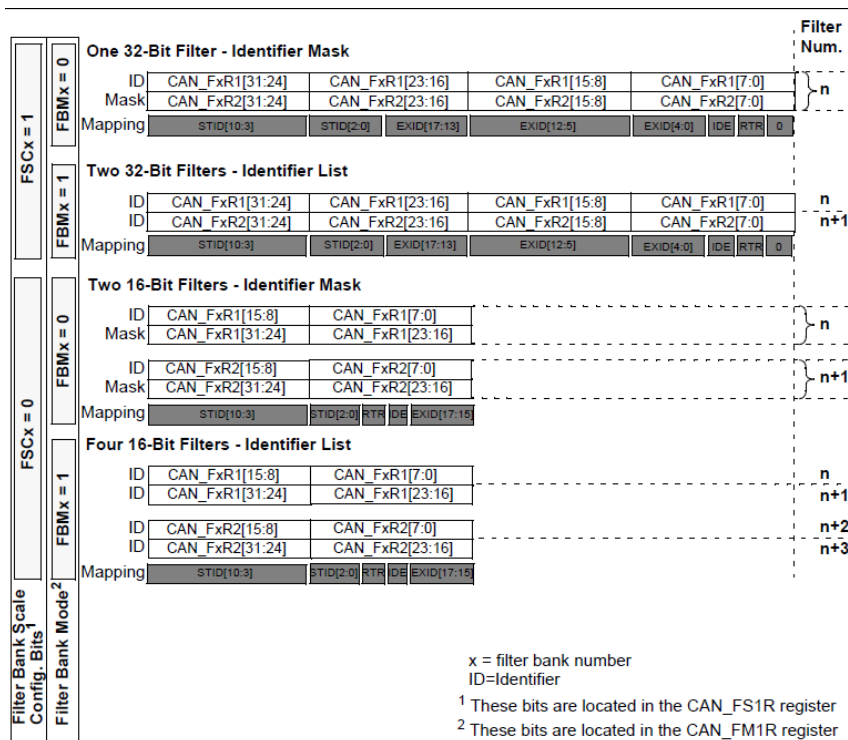 Filter
Num.
One 32-Bit Filter - Identifier Mask
FSCx = 1
FBMx = 0
ID CAN_FxR1[31:24] CAN_FxR1[23:16] CAN_FxR1[15:8] CAN_FxR1[7:0]
Mask CAN_FxR2[31:24] CAN_FxR2[23:16] CAN_FxR2[15:8] CAN_FxR2[7:0]
n
Mapping STID[10:3] STID[2:0] EXID[17:13] EXID[12:5] EXID[4:0] IDE RTR 0
Two 32-Bit Filters - Identifier List
FBMx = 1
ID CAN_FxR1[31:24] CAN_FxR1[23:16] CAN_FxR1[15:8] CAN_FxR1[7:0] n
ID CAN_FxR2[31:24] CAN_FxR2[23:16] CAN_FxR2[15:8] CAN_FxR2[7:0] n+1
Mapping STID[10:3] STID[2:0] EXID[17:13] EXID[12:5] EXID[4:0] IDE RTR 0
Two 16-Bit Filters - Identifier Mask
FSCx = 0
FBMx = 0
ID CAN_FxR1[15:8] CAN_FxR1[7:0]
Mask CAN_FxR1[31:24] CAN_FxR1[23:16]
n
ID CAN_FxR2[15:8] CAN_FxR2[7:0]
Mask CAN_FxR2[31:24] CAN_FxR2[23:16]
n+1
Mapping STID[10:3] STID[2:0] RTR IDE EXID[17:15]
Four 16-Bit Filters - Identifier List
FBMx = 1
ID CAN_FxR1[15:8] CAN_FxR1[7:0] n
ID CAN_FxR1[31:24] CAN_FxR1[23:16] n+1
ID CAN_FxR2[15:8] CAN_FxR2[7:0] n+2
ID CAN_FxR2[31:24] CAN_FxR2[23:16] n+3
Mapping STID[10:3] STID[2:0] RTR IDE EXID[17:15]
Filter Bank Scale
Config. Bits1
Filter Bank Mode2
x = filter bank number
ID=Identifier
1 These bits are located in the CAN_FS1R register
2 These bits are located in the CAN_FM1R register